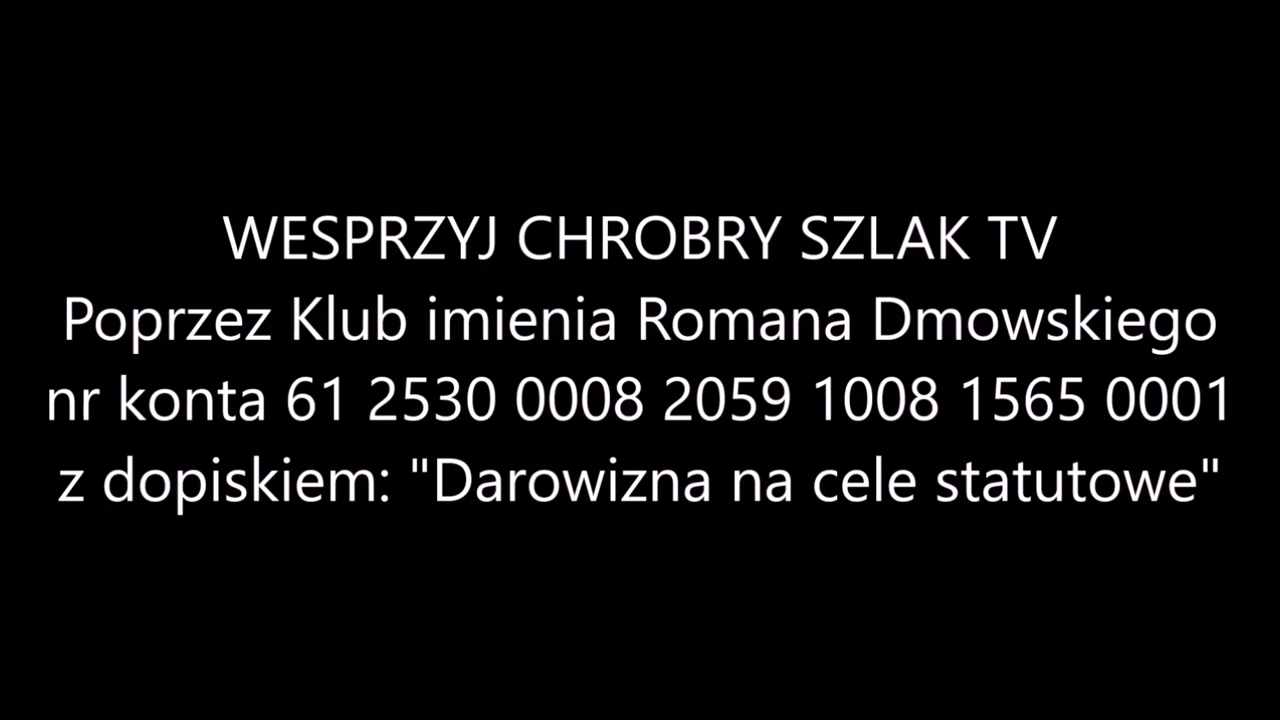 WESPRZYJ CHROBRY SZLAK TV
Poprzez Klub imienia Romana Dmowskiego
nr konta 61 2530 0008 2059 1008 1565 0001
z dopiskiem: "Darowizna na cele statutowe"